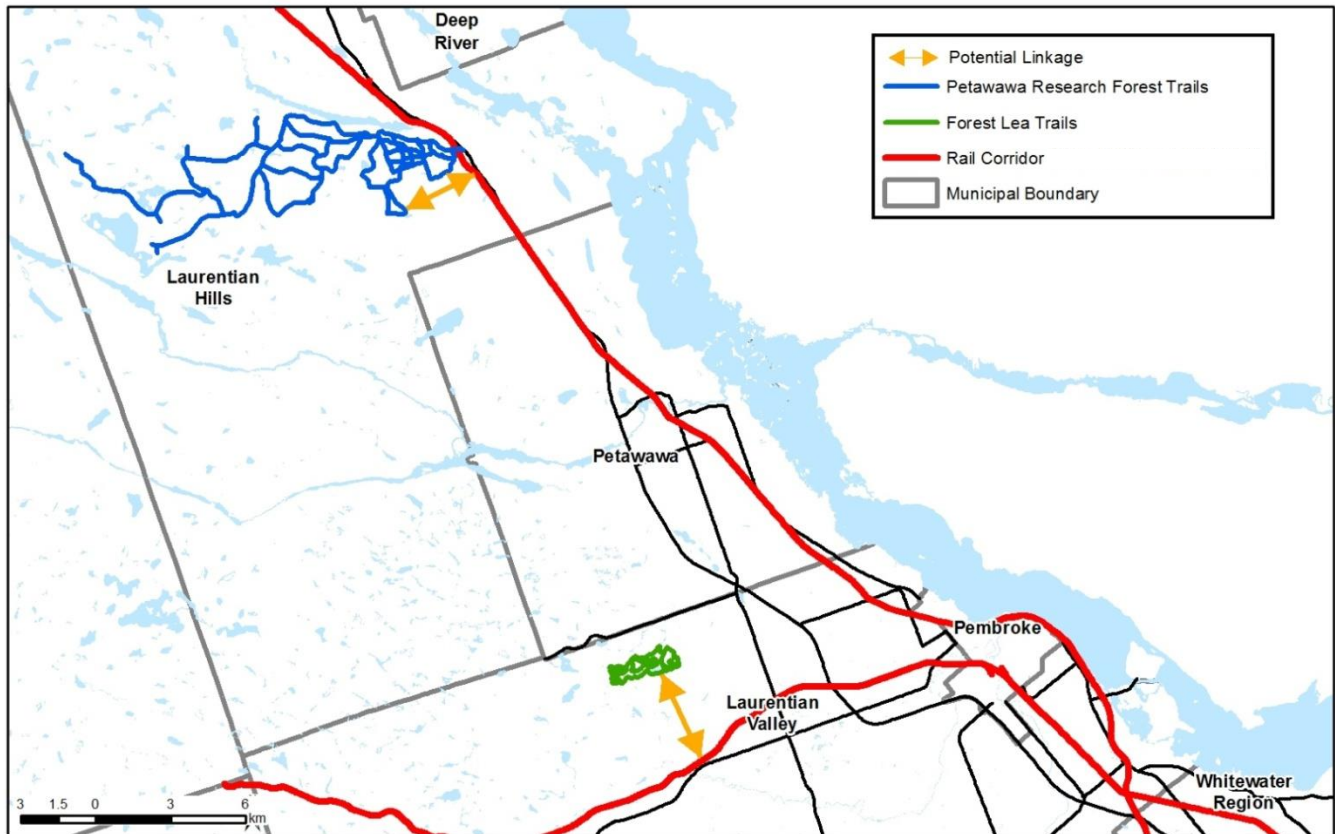 Deep
River
Potential Linkage
Petawawa Research Forest Trails
Forest Lea Trails
Rail Corridor
Municipal Boundary
Laurentian
Hills
Petawawa
Pembroke
Laurentian
Valley
Whitewater
Region
3 1.5 0 3 6
km